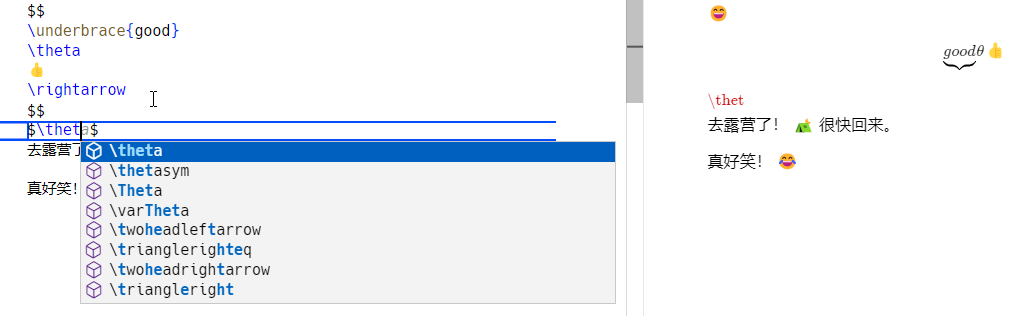 $$
\underbrace{good}
\theta
👍
\rightarrow
$$
$\theta$
去露营了
真好笑!
\theta
\thetasym
\Theta
\varTheta
\twoheadleftarrow
\trianglerighteq
\twoheadrightarrow
\triangleright
😄
goodθ👍
\thet
去露营了! 🏕 很快回来。
真好笑! 😂